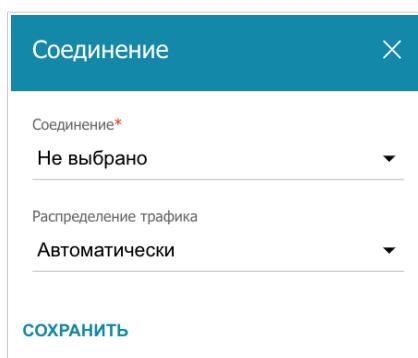 Соединение
Соединение*
Не выбрано
Распределение трафика
Автоматически
СОХРАНИТЬ